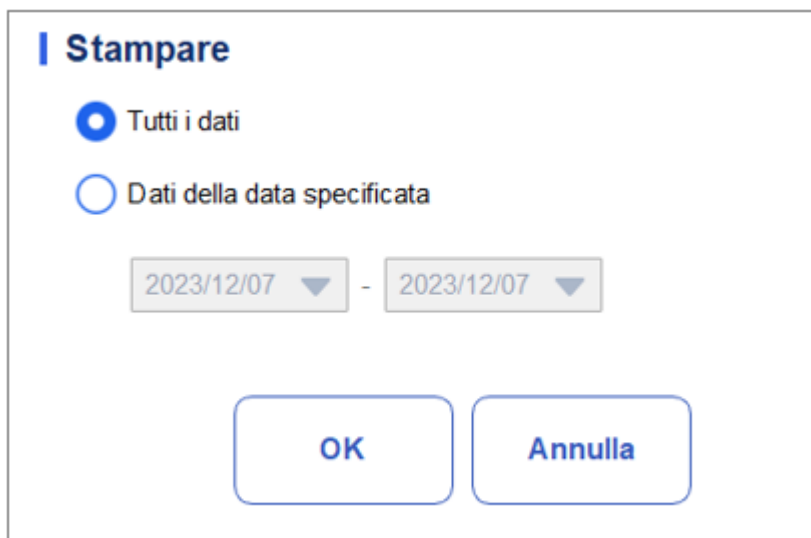 Stampare
Tutti i dati
Dati della data specificata
2023/12/07 - 2023/12/07
OK Annulla